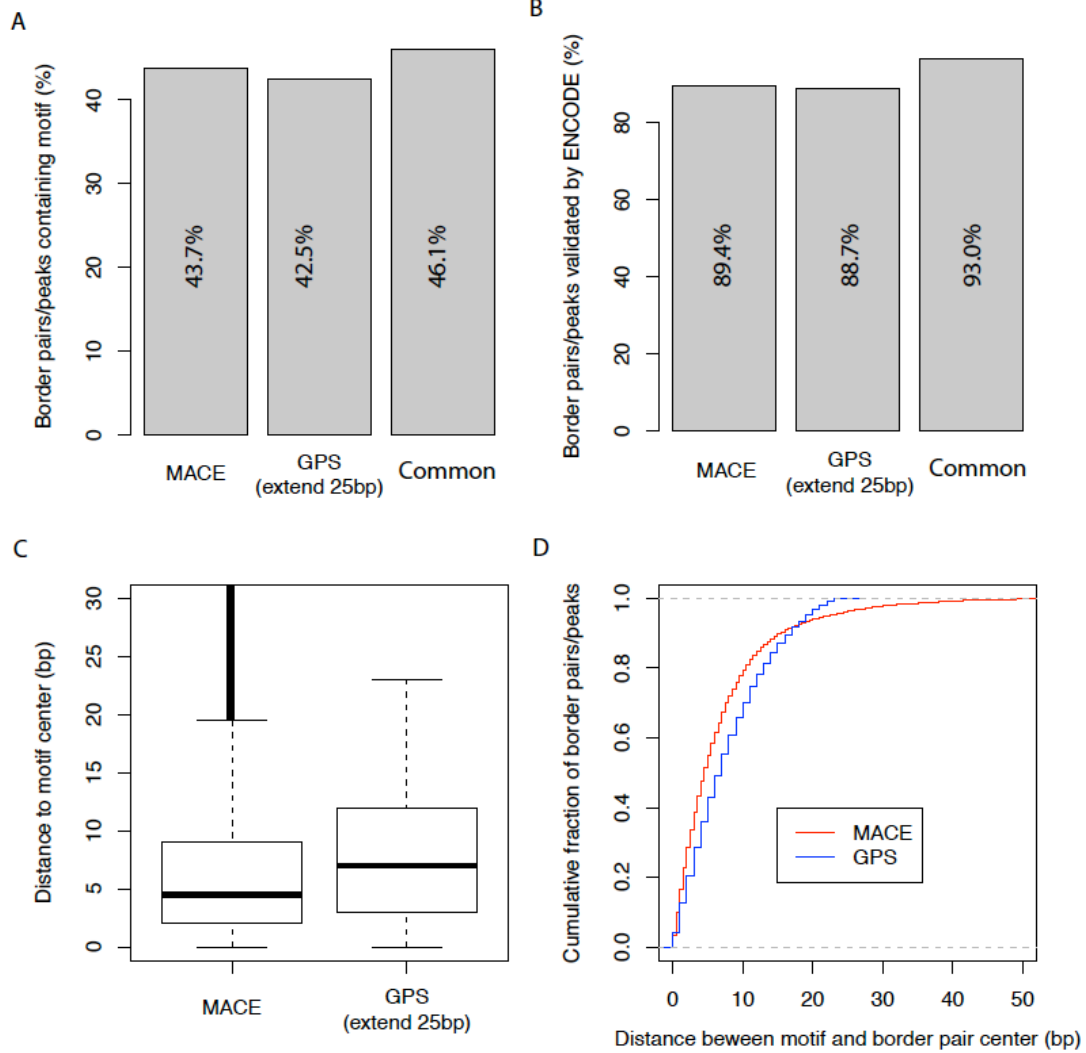 A
Border pairs/peaks containing motif (%)
0
10
20
30
40
43.7%
42.5%
46.1%
MACE
GPS
(extend 25bp)
Common
B
Border pairs/peaks validated by ENCODE (%)
0
20
40
60
80
89.4%
88.7%
93.0%
MACE
GPS
(extend 25bp)
Common
C
Distance to motif center (bp)
0
5
10
15
20
25
30
MACE
GPS
(extend 25bp)
D
Cumulative fraction of border pairs/peaks
0.0
0.2
0.4
0.6
0.8
1.0
MACE
GPS
0
10
20
30
40
50
Distance beween motif and border pair center (bp)